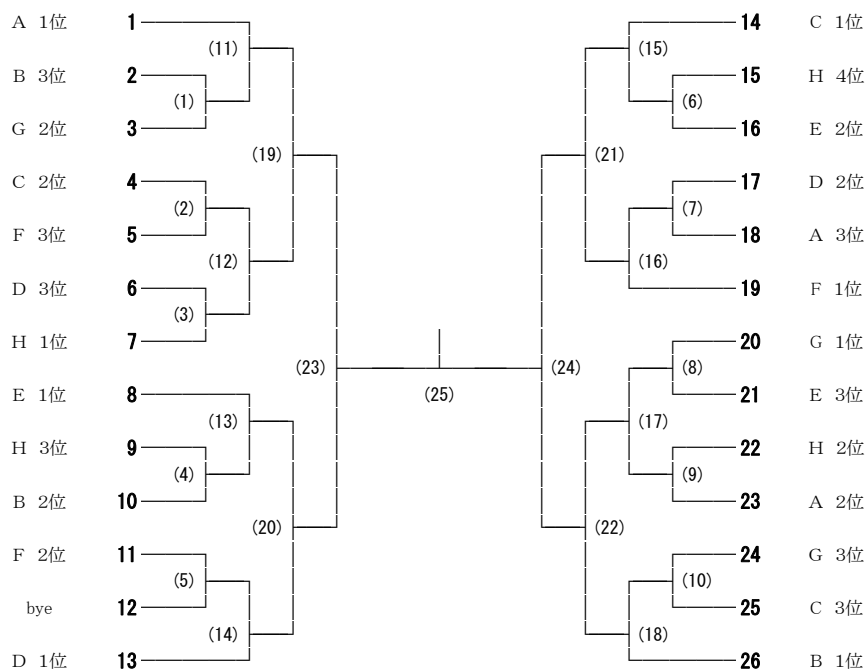 A 1位 1 14 C 1位
(11) (15)
B 3位 2 15 H 4位
(1) (6)
G 2位 3 16 E 2位
(19) (21)
C 2位 4 17 D 2位
(2) (7)
F 3位 5 18 A 3位
(12) (16)
D 3位 6 19 F 1位
(3)
H 1位 7 20 G 1位
(23) (25) (24) (8)
E 1位 8 21 E 3位
(13) (17)
H 3位 9 22 H 2位
(4) (9)
B 2位 10 23 A 2位
(20) (22)
F 2位 11 24 G 3位
(5) (10)
bye 12 25 C 3位
(14) (18)
D 1位 13 26 B 1位